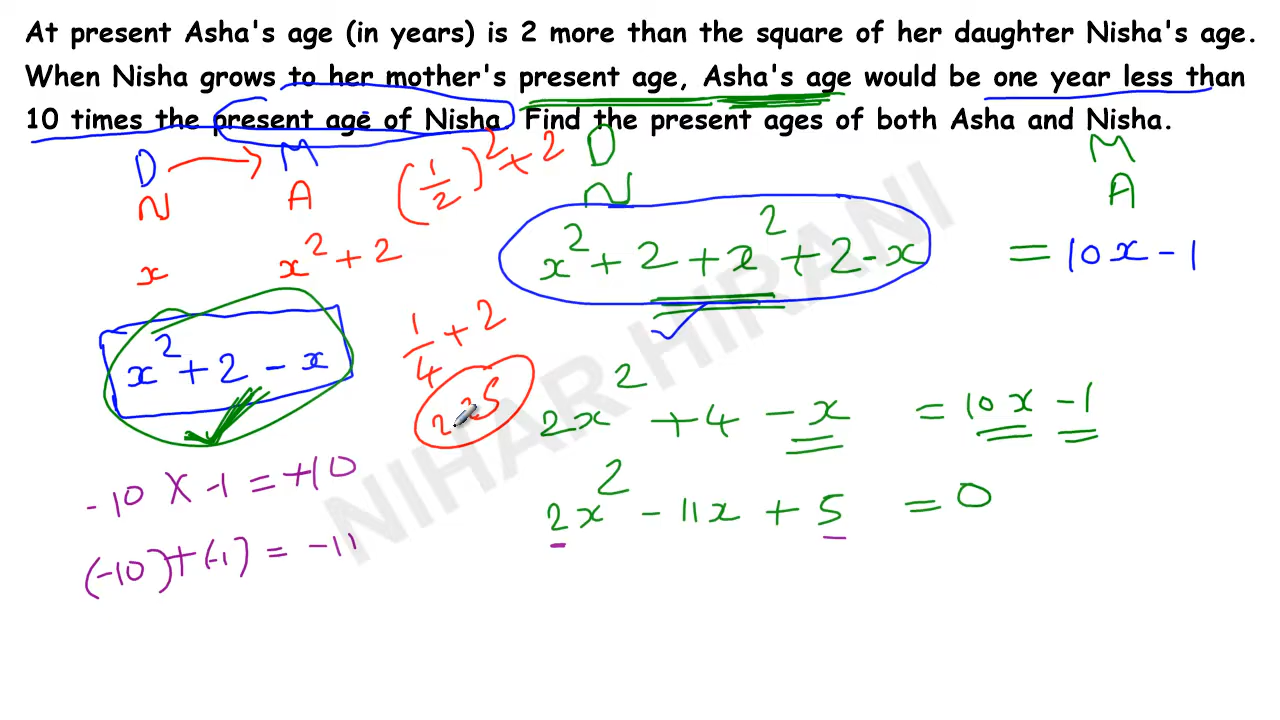 At present Asha's age (in years) is 2 more than the square of her daughter Nisha's age.
When Nisha grows to her mother's present age, Asha's age would be one year less than
10 times the present age of Nisha. Find the present ages of both Asha and Nisha.
D → M
N A
x x² + 2
x² + 2 - x
-10 × -1 = +10
(-10) + (-1) = -11
(1/2)² + 2
1/4 + 2
2.25
D M
N A
x² + 2 + x² + 2 - x = 10x - 1
2x² + 4 - x = 10x - 1
2x² - 11x + 5 = 0
NIHAR HIRANI